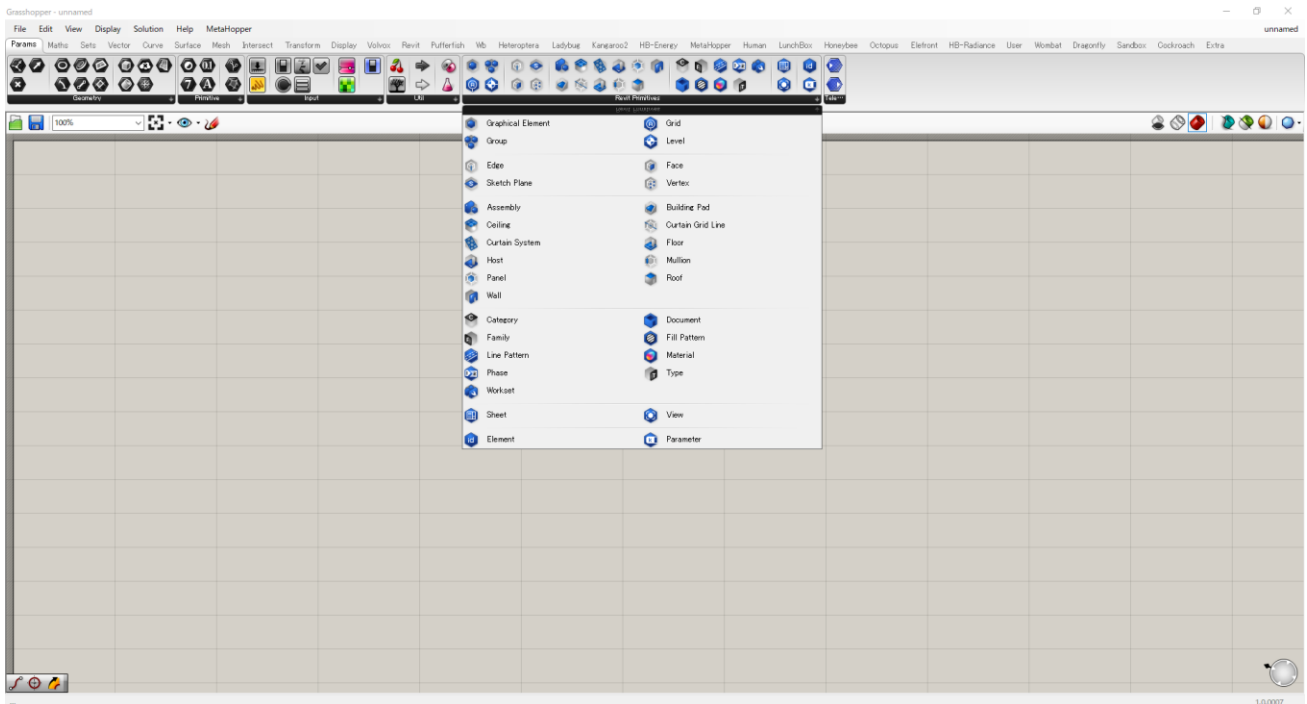 Grasshopper - unnamed
File Edit View Display Solution Help MetaHopper unnamed
Params Maths Sets Vector Curve Surface Mesh Intersect Transform Display Volvox Revit Pufferfish Wb Heteroptera Ladybug Kangaroo2 HB-Energy MetaHopper Human LunchBox Honeybee Octopus Elefront HB-Radiance User Wombat Dragonfly Sandbox Cockroach Extra
Geometry Primitive Input Util Revit Primitives Tele…
100%
Graphical Element Grid
Group Level
Edge Face
Sketch Plane Vertex
Assembly Building Pad
Ceiling Curtain Grid Line
Curtain System Floor
Host Mullion
Panel Roof
Wall
Category Document
Family Fill Pattern
Line Pattern Material
Phase Type
Workset
Sheet View
Element Parameter
1.0.0007